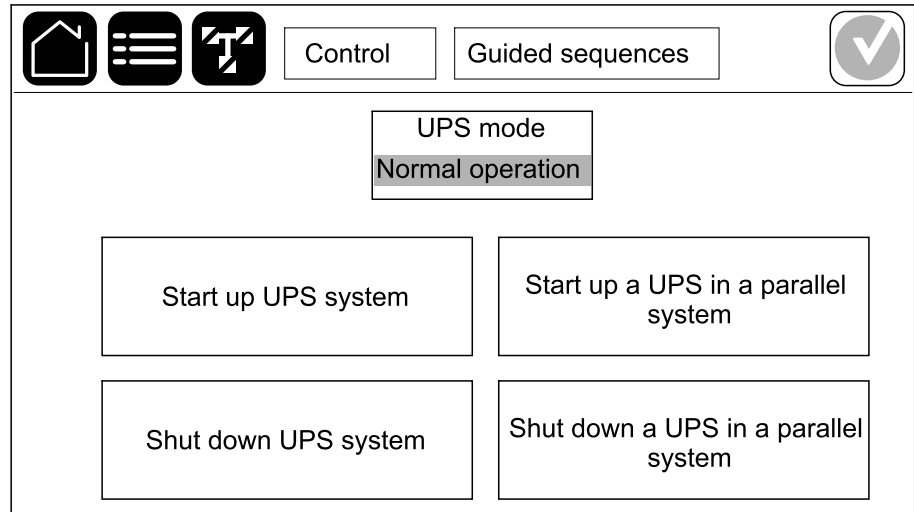 Control
Guided sequences
UPS mode
Normal operation
Start up UPS system
Start up a UPS in a parallel
system
Shut down UPS system
Shut down a UPS in a parallel
system